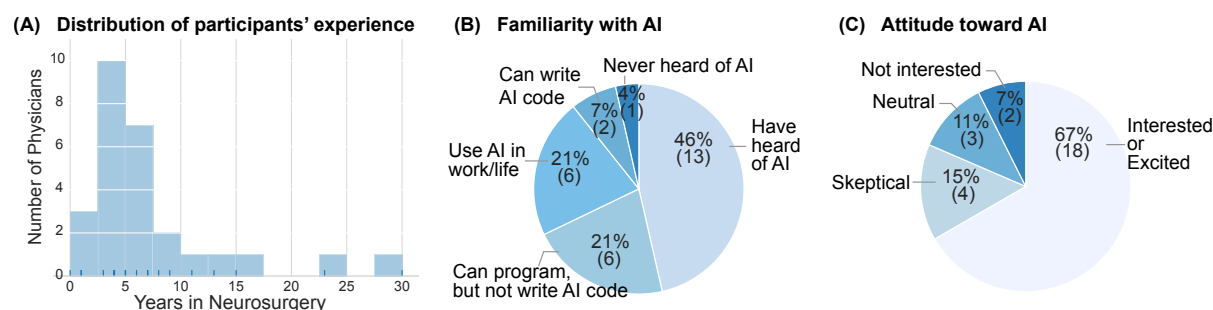 (A) Distribution of participants’ experience
Number of Physicians
10
8
6
4
2
0
0 5 10 15 20 25 30
Years in Neurosurgery
(B) Familiarity with AI
Never heard of AI
4%
(1)
Can write
AI code
7%
(2)
Use AI in
work/life
21%
(6)
46%
(13)
Have
heard
of AI
21%
(6)
Can program,
but not write AI code
(C) Attitude toward AI
Not interested
7%
(2)
Neutral
11%
(3)
67%
(18)
Interested
or
Excited
Skeptical
15%
(4)